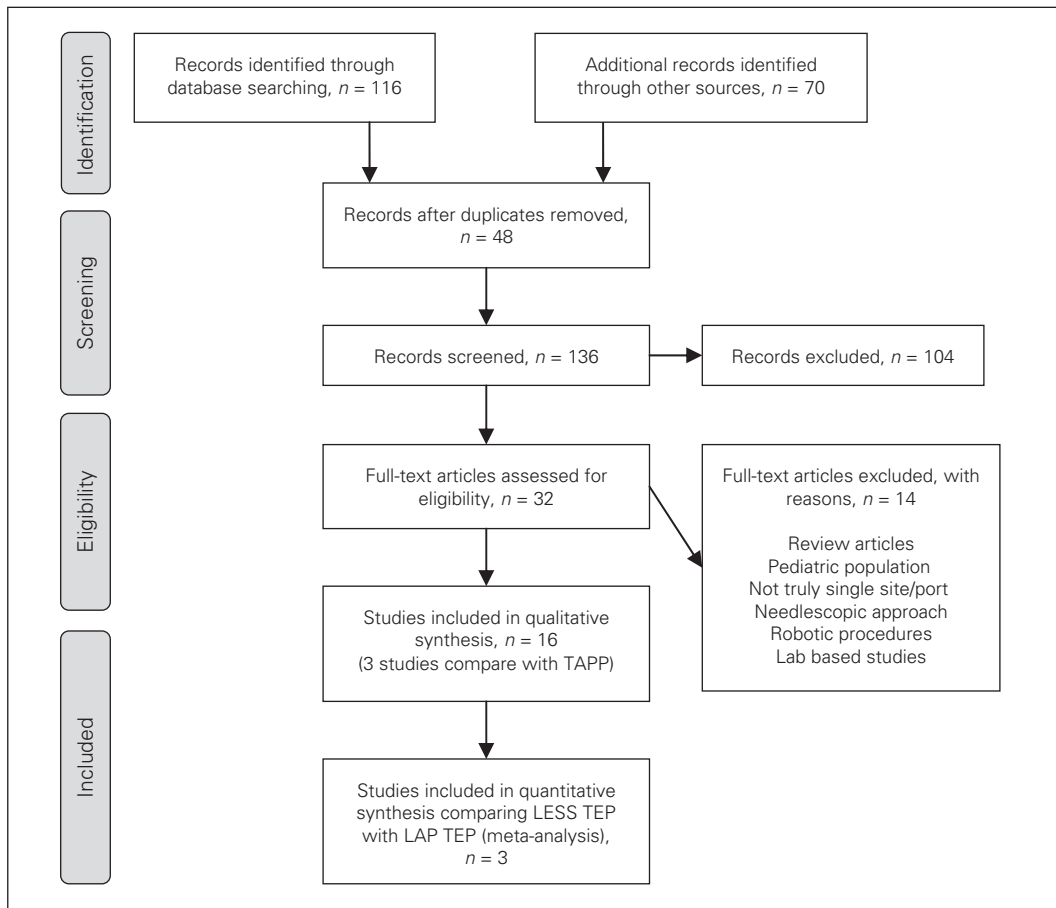 Identification
Records identified through
database searching, n = 116
Additional records identified
through other sources, n = 70
Records after duplicates removed,
n = 48
Screening
Records screened, n = 136
Records excluded, n = 104
Eligibility
Full-text articles assessed for
eligibility, n = 32
Full-text articles excluded, with
reasons, n = 14
Review articles
Pediatric population
Not truly single site/port
Needlescopic approach
Robotic procedures
Lab based studies
Studies included in qualitative
synthesis, n = 16
(3 studies compare with TAPP)
Included
Studies included in quantitative
synthesis comparing LESS TEP
with LAP TEP (meta-analysis),
n = 3